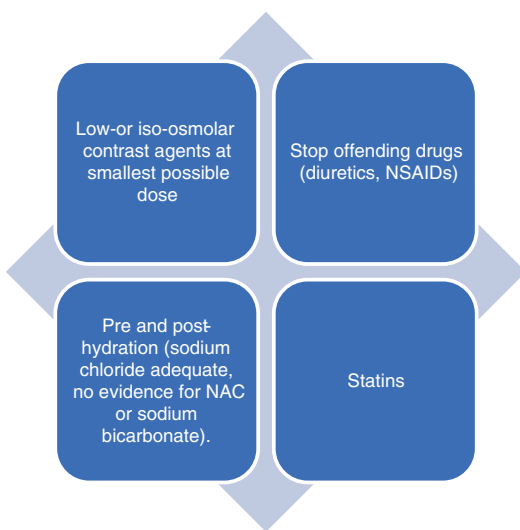 Low-or iso-osmolar
contrast agents at
smallest possible
dose
Stop offending drugs
(diuretics, NSAIDs)
Pre and post-
hydration (sodium
chloride adequate,
no evidence for NAC
or sodium
bicarbonate).
Statins